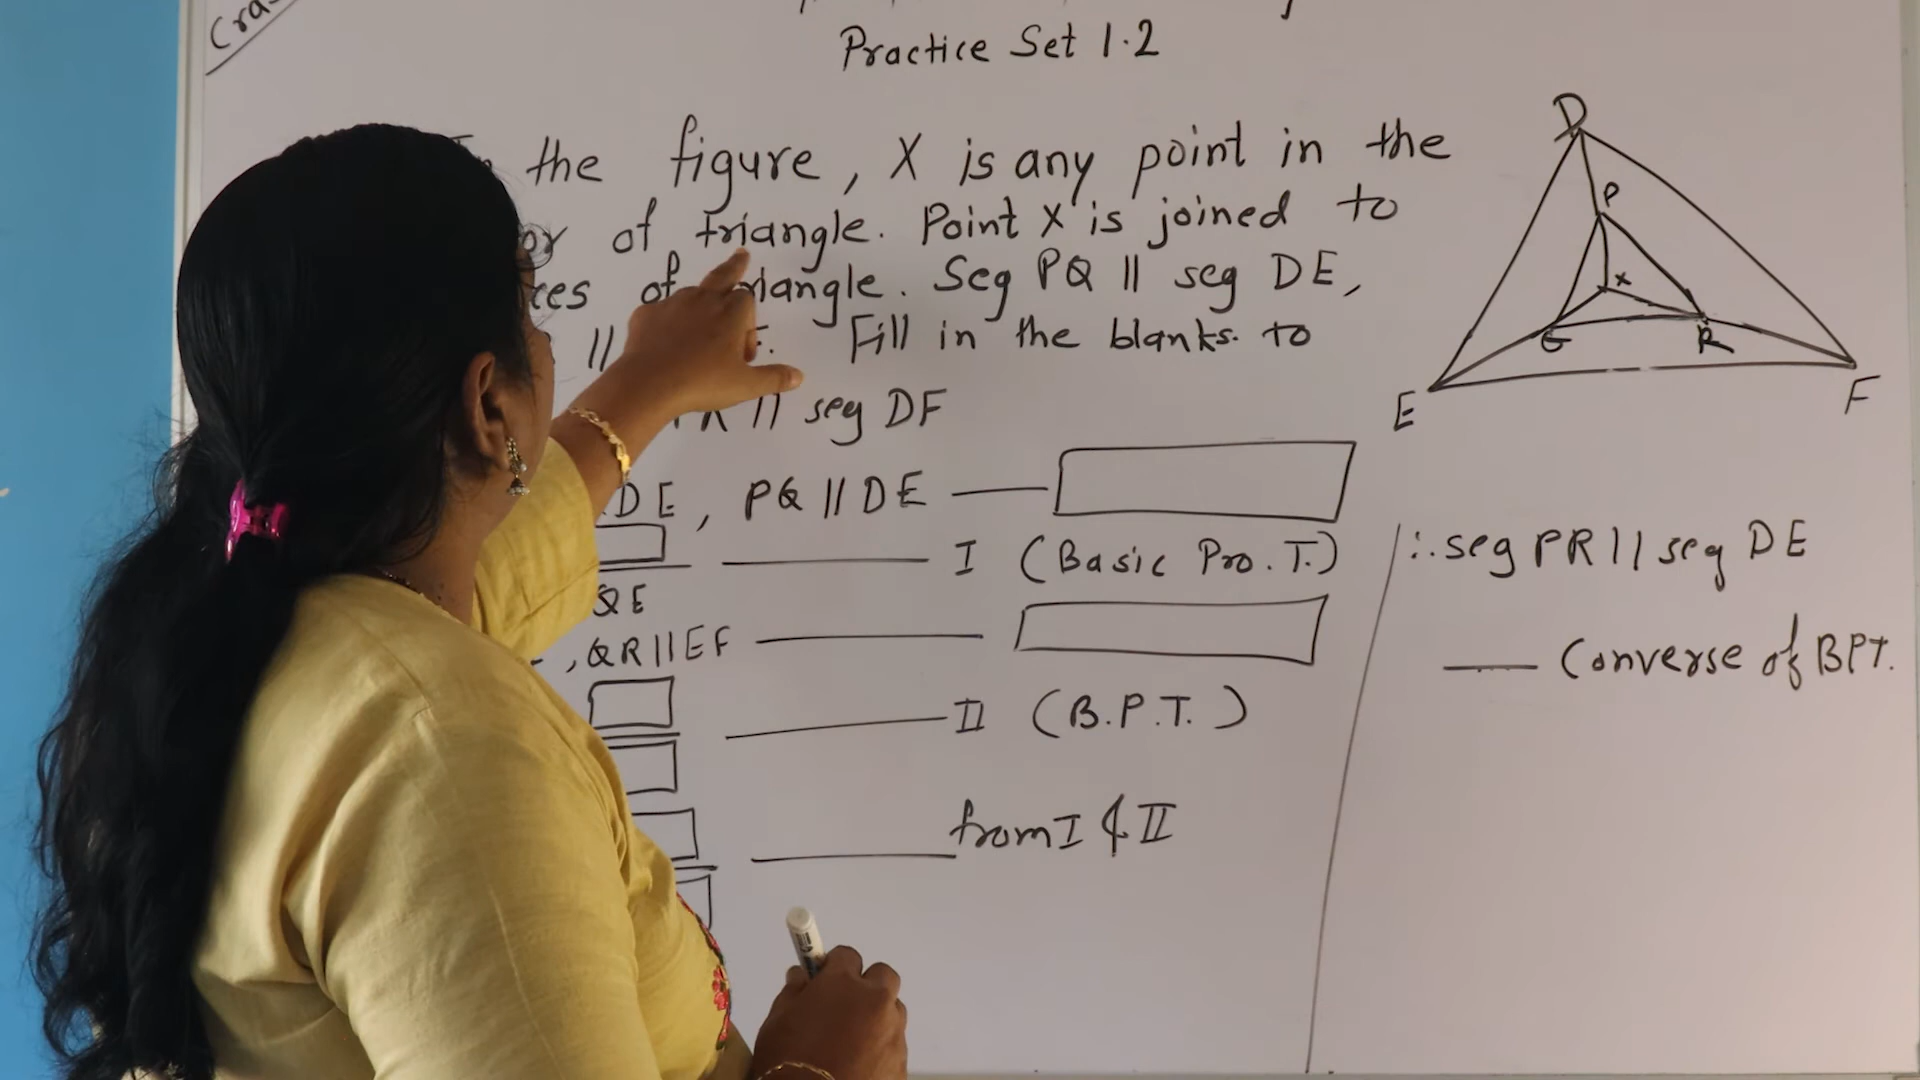 Practice Set 1.2
the figure, X is any point in the
of triangle. Point X is joined to
of triangle. Seg PQ || seg DE,
|| Fill in the blanks. to
|| seg DF
DE, PQ || DE
I (Basic Pro. T.)
QE
, QR || EF
II (B.P.T.)
from I & II
∴ seg PR || seg DE
Converse of BPT.
D
P
X
Q
R
E
F